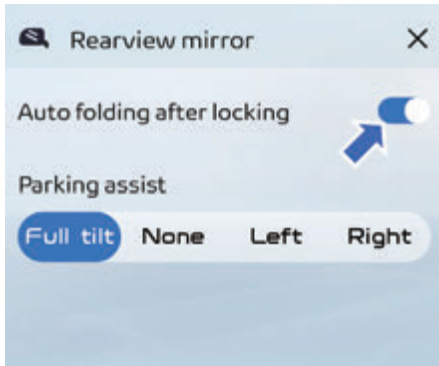 Rearview mirror
Auto folding after locking
Parking assist
Full tilt None Left Right